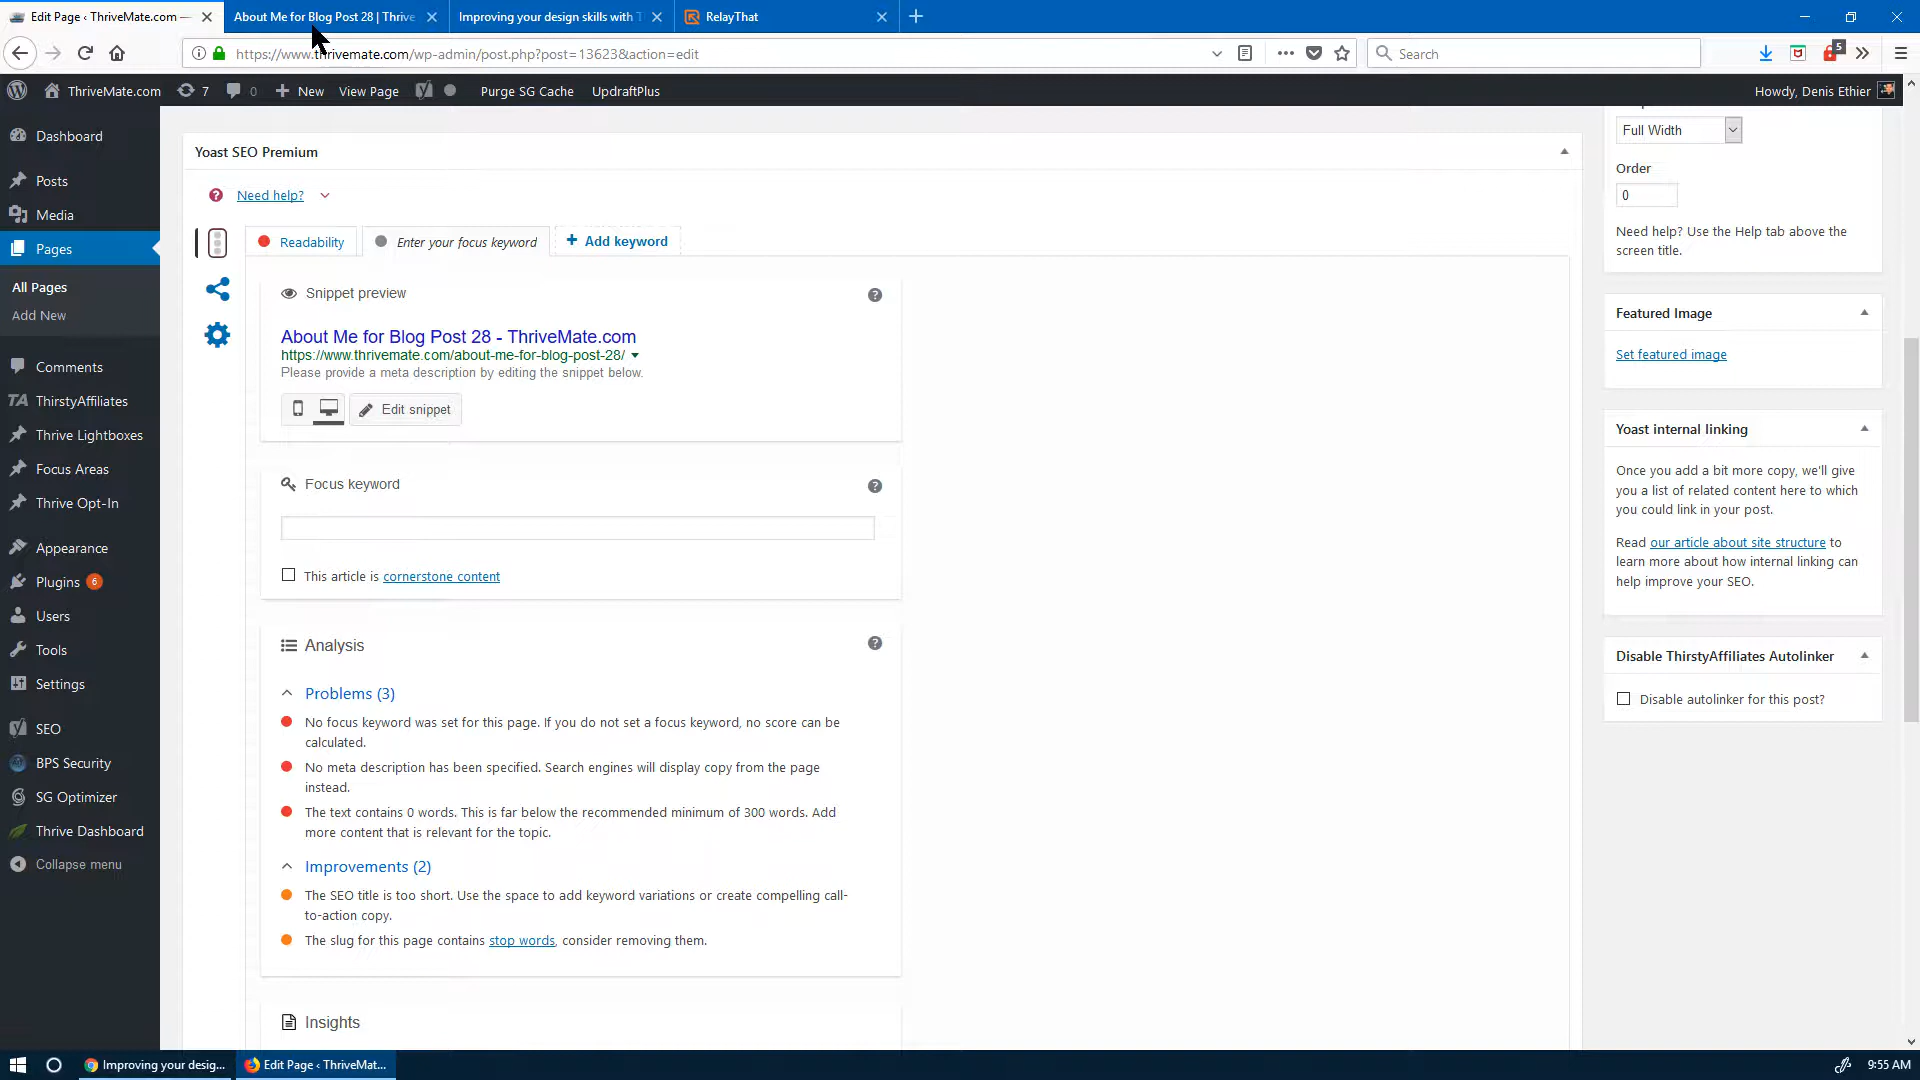 Edit Page ‹ ThriveMate.com —
About Me for Blog Post 28 | Thrive
Improving your design skills with T
RelayThat
https://www.thrivemate.com/wp-admin/post.php?post=13623&action=edit
Search
5
ThriveMate.com
7
0
New
View Page
Purge SG Cache
UpdraftPlus
Howdy, Denis Ethier
Dashboard
Posts
Media
Pages
All Pages
Add New
Comments
TA ThirstyAffiliates
Thrive Lightboxes
Focus Areas
Thrive Opt-In
Appearance
Plugins 6
Users
Tools
Settings
SEO
BPS Security
SG Optimizer
Thrive Dashboard
Collapse menu
Yoast SEO Premium
Need help?
Readability
Enter your focus keyword
Add keyword
Snippet preview
About Me for Blog Post 28 - ThriveMate.com
https://www.thrivemate.com/about-me-for-blog-post-28/
Please provide a meta description by editing the snippet below.
Edit snippet
Focus keyword
This article is cornerstone content
Analysis
Problems (3)
No focus keyword was set for this page. If you do not set a focus keyword, no score can be
calculated.
No meta description has been specified. Search engines will display copy from the page
instead.
The text contains 0 words. This is far below the recommended minimum of 300 words. Add
more content that is relevant for the topic.
Improvements (2)
The SEO title is too short. Use the space to add keyword variations or create compelling call-
to-action copy.
The slug for this page contains stop words, consider removing them.
Insights
Full Width
Order
0
Need help? Use the Help tab above the
screen title.
Featured Image
Set featured image
Yoast internal linking
Once you add a bit more copy, we'll give
you a list of related content here to which
you could link in your post.
Read our article about site structure to
learn more about how internal linking can
help improve your SEO.
Disable ThirstyAffiliates Autolinker
Disable autolinker for this post?
Improving your desig...
Edit Page ‹ ThriveMat...
9:55 AM